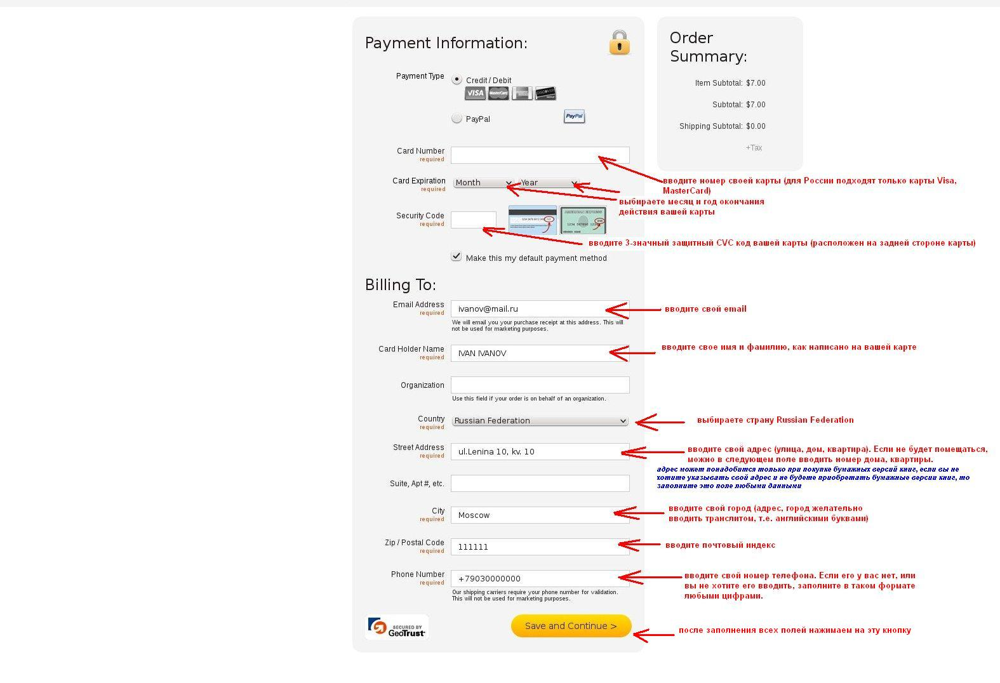 Payment Information:
Payment Type
Credit / Debit
VISA MasterCard DISCOVER
PayPal
PayPal
Card Number
required
Card Expiration
required
Month
Year
Security Code
required
AMERICAN EXPRESS
Make this my default payment method
Billing To:
Email Address
required
ivanov@mail.ru
We will email you your purchase receipt at this address. This will
not be used for marketing purposes.
Card Holder Name
required
IVAN IVANOV
Organization
Use this field if your order is on behalf of an organization.
Country
required
Russian Federation
Street Address
required
ul.Lenina 10, kv. 10
Suite, Apt #, etc.
City
required
Moscow
Zip / Postal Code
required
111111
Phone Number
required
+79030000000
Our shipping carriers require your phone number for validation.
This will not be used for marketing purposes.
SECURED BY
GeoTrust
Save and Continue >
Order
Summary:
Item Subtotal: $7.00
Subtotal: $7.00
Shipping Subtotal: $0.00
+Tax
вводите номер своей карты (для России подходят только карты Visa,
MasterCard)
выбираете месяц и год окончания
действия вашей карты
вводите 3-значный защитный CVC код вашей карты (расположен на задней стороне карты)
вводите свой email
вводите свое имя и фамилию, как написано на вашей карте
выбираете страну Russian Federation
вводите свой адрес (улица, дом, квартира). Если не будет помещаться,
можно в следующем поле вводить номер дома, квартиры.
адрес может понадобится только при покупке бумажных версий книг, если вы не
хотите указывать свой адрес и не будете приобретать бумажные версии книг, то
заполните это поле любыми данными
вводите свой город (адрес, город желательно
вводить транслитом, т.е. английскими буквами)
вводите почтовый индекс
вводите свой номер телефона. Если его у вас нет, или
вы не хотите его вводить, заполните в таком формате
любыми цифрами.
после заполнения всех полей нажимаем на эту кнопку